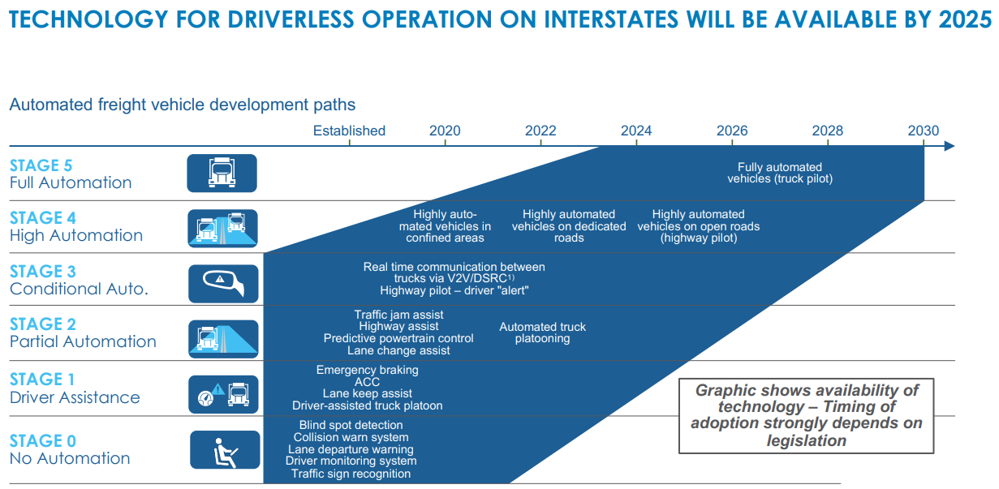 TECHNOLOGY FOR DRIVERLESS OPERATION ON INTERSTATES WILL BE AVAILABLE BY 2025
Automated freight vehicle development paths
Established 2020 2022 2024 2026 2028 2030
STAGE 5
Full Automation
Fully automated
vehicles (truck pilot)
STAGE 4
High Automation
Highly auto-
mated vehicles in
confined areas
Highly automated
vehicles on dedicated
roads
Highly automated
vehicles on open roads
(highway pilot)
STAGE 3
Conditional Auto.
Real time communication between
trucks via V2V/DSRC1)
Highway pilot – driver "alert"
STAGE 2
Partial Automation
Traffic jam assist
Highway assist
Predictive powertrain control
Lane change assist
Automated truck
platooning
STAGE 1
Driver Assistance
Emergency braking
ACC
Lane keep assist
Driver-assisted truck platoon
STAGE 0
No Automation
Blind spot detection
Collision warn system
Lane departure warning
Driver monitoring system
Traffic sign recognition
Graphic shows availability of
technology – Timing of
adoption strongly depends on
legislation